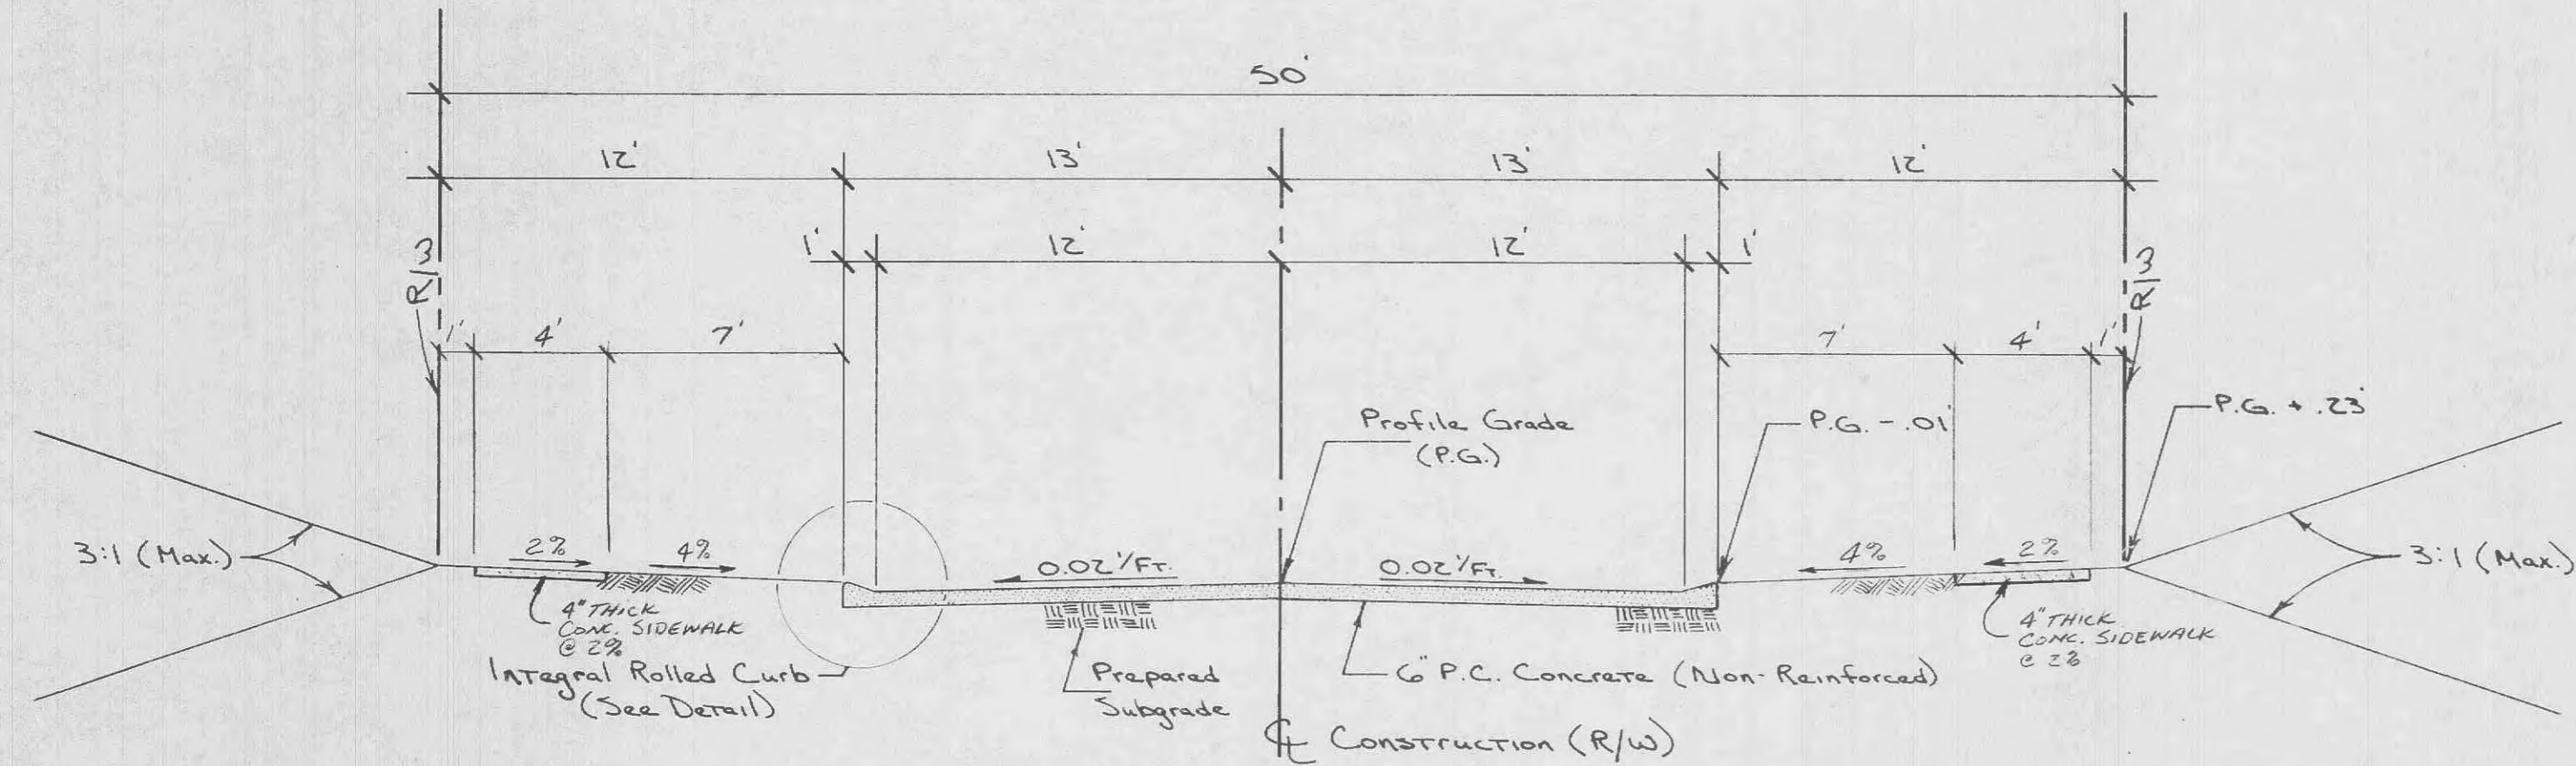 50'
12'
13'
13'
12'
1'
12'
12'
1'
R/W
R/W
1'
4'
7'
7'
4'
1'
Profile Grade
(P.G.)
P.G. - .01'
P.G. + .23'
3:1 (Max.)
2%
4%
0.02'/FT.
0.02'/FT.
4%
2%
3:1 (Max.)
4" THICK
CONC. SIDEWALK
@ 2%
4" THICK
CONC. SIDEWALK
@ 2%
Integral Rolled Curb
(See Detail)
Prepared
Subgrade
6" P.C. Concrete (Non-Reinforced)
℄ Construction (R/W)